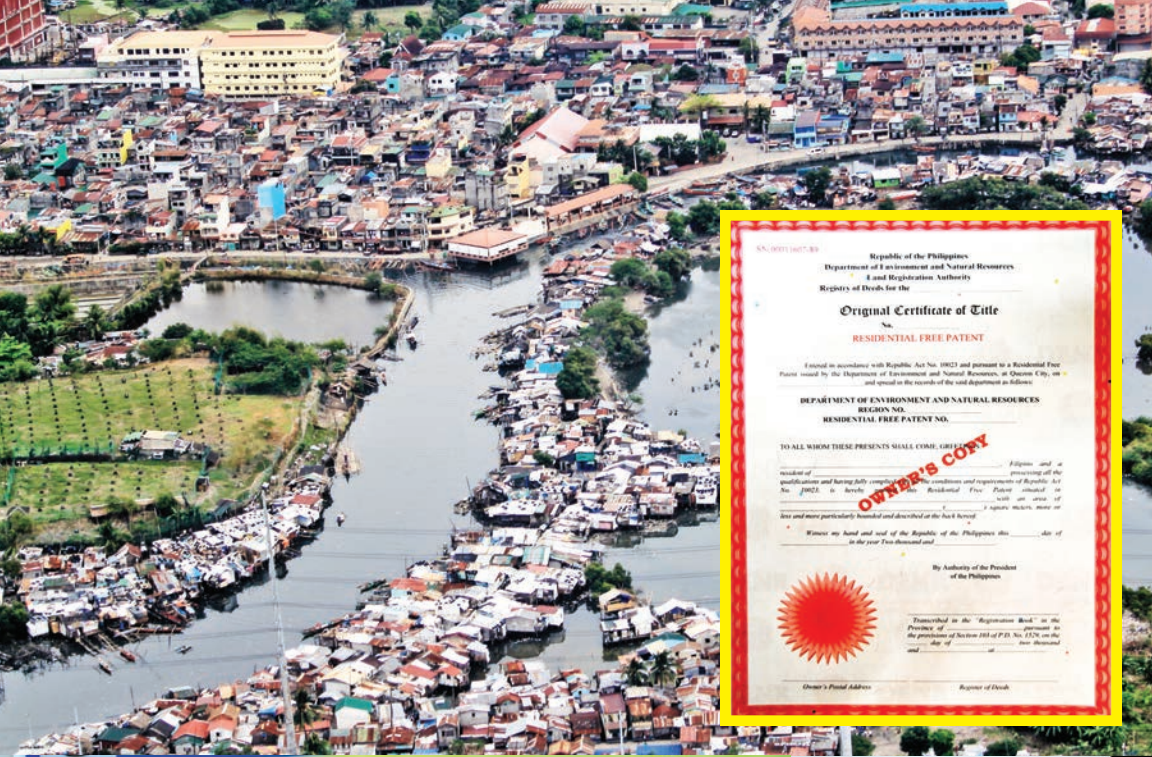 Republic of the Philippines
Department of Environment and Natural Resources
Land Registration Authority
Registry of Deeds for the
Original Certificate of Title
No.
RESIDENTIAL FREE PATENT
Entered in accordance with Republic Act No. 10023 and pursuant to a Residential Free
Patent issued by the Department of Environment and Natural Resources, at Quezon City, on
and spread in the records of the said department as follows:
DEPARTMENT OF ENVIRONMENT AND NATURAL RESOURCES
REGION NO.
RESIDENTIAL FREE PATENT NO.
TO ALL WHOM THESE PRESENTS SHALL COME,
OWNER'S COPY
Filipino and a
resident of possessing all the
qualifications and having fully the conditions and requirements of Republic Act
No. 10023, is hereby this Residential Free Patent situated in
with an area of
square meters, more or
less and more particularly bounded and described at the back hereof.
Witness my hand and seal of the Republic of the Philippines this day of
in the year Two thousand and
By Authority of the President
of the Philippines
Transcribed in the "Registration Book" in the
Province of pursuant to
the provisions of Section 103 of P.D. No. 1529, on the
day of two thousand
and at
Owner's Postal Address Register of Deeds